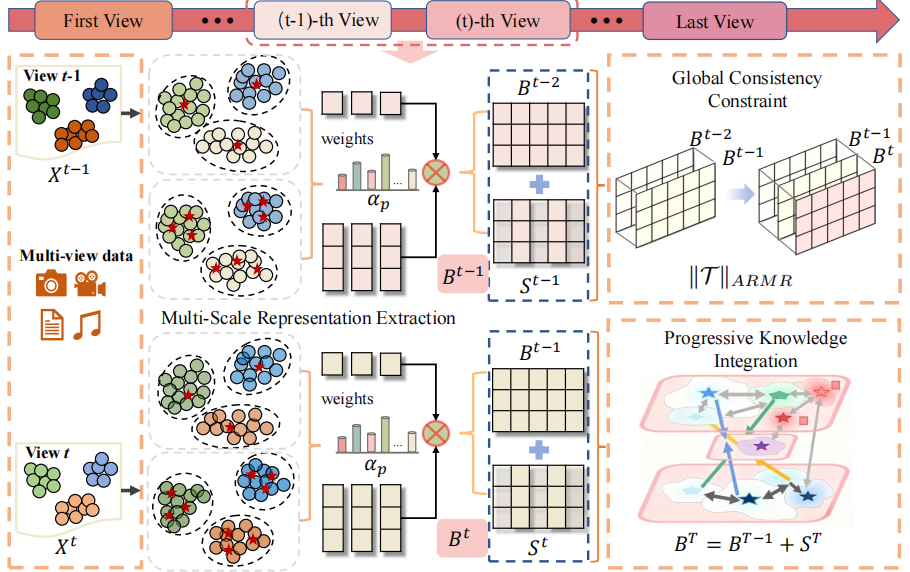 First View
(t-1)-th View
(t)-th View
Last View
View t-1
X^{t-1}
Multi-view data
View t
X^t
weights
α_p
...
B^{t-1}
B^{t-2}
S^{t-1}
Multi-Scale Representation Extraction
weights
α_p
...
B^t
B^{t-1}
S^t
Global Consistency
Constraint
B^{t-2}
B^{t-1}
B^{t-1}
B^t
‖𝒯‖_{ARMR}
Progressive Knowledge
Integration
B^T = B^{T-1} + S^T